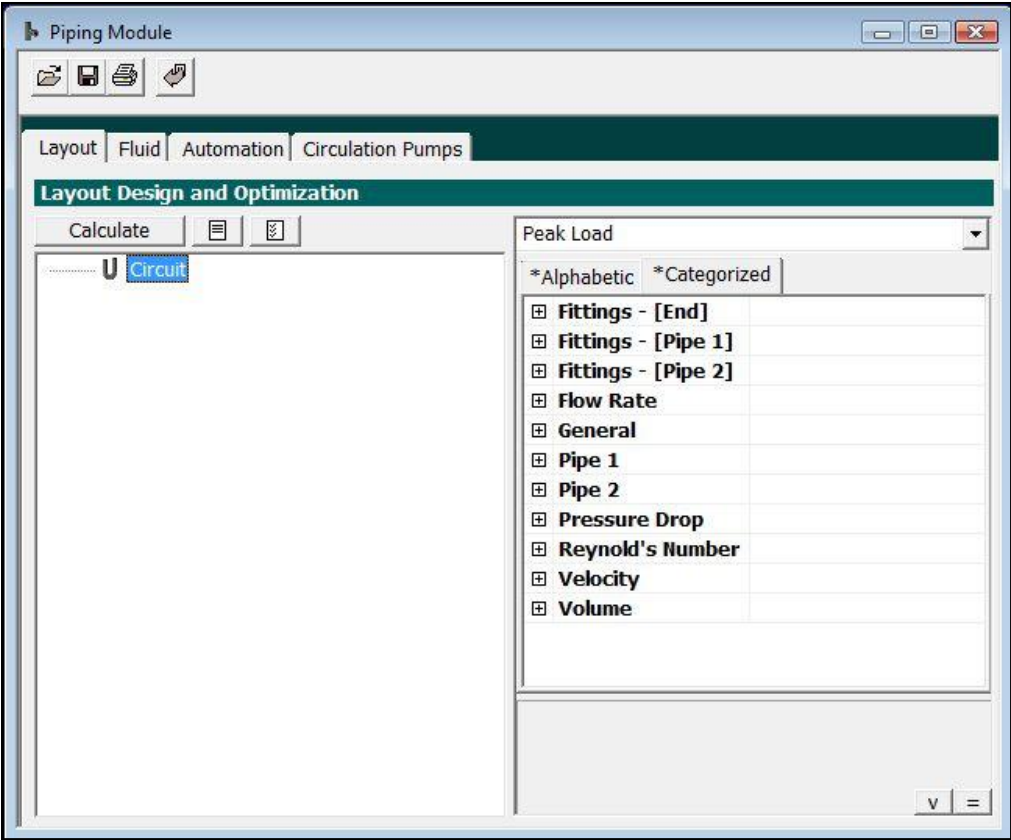 Piping Module
Layout Fluid Automation Circulation Pumps
Layout Design and Optimization
Calculate
Peak Load
Circuit
*Alphabetic *Categorized
Fittings - [End]
Fittings - [Pipe 1]
Fittings - [Pipe 2]
Flow Rate
General
Pipe 1
Pipe 2
Pressure Drop
Reynold's Number
Velocity
Volume
v =